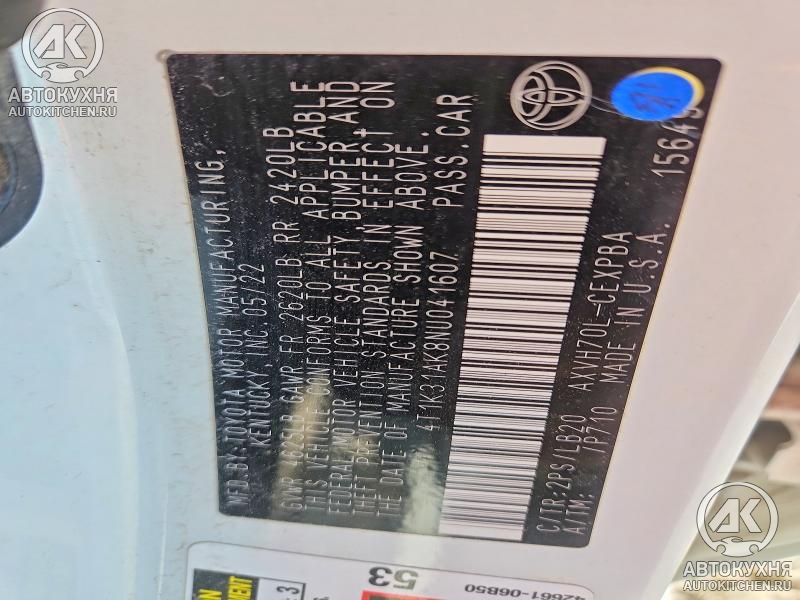 MFD.BY:TOYOTA MOTOR MANUFACTURING,
KENTUCKY INC.05/22
GVWR 4625LB GAWR FR 2620LB RR 2420LB
THIS VEHICLE CONFORMS TO ALL APPLICABLE
FEDERAL MOTOR VEHICLE SAFETY, BUMPER, AND
THEFT PREVENTION STANDARDS IN EFFECT ON
THE DATE OF MANUFACTURE SHOWN ABOVE.
4T1K31AK8NU041607 PASS.CAR
C/TR:2PS/LB20 AXVH70L-CEXPBA
A/TM: /P710 MADE IN U.S.A.
1564
53
42661-06B50
АК
АВТОКУХНЯ
AUTOKITCHEN.RU
АК
АВТОКУХНЯ
AUTOKITCHEN.RU